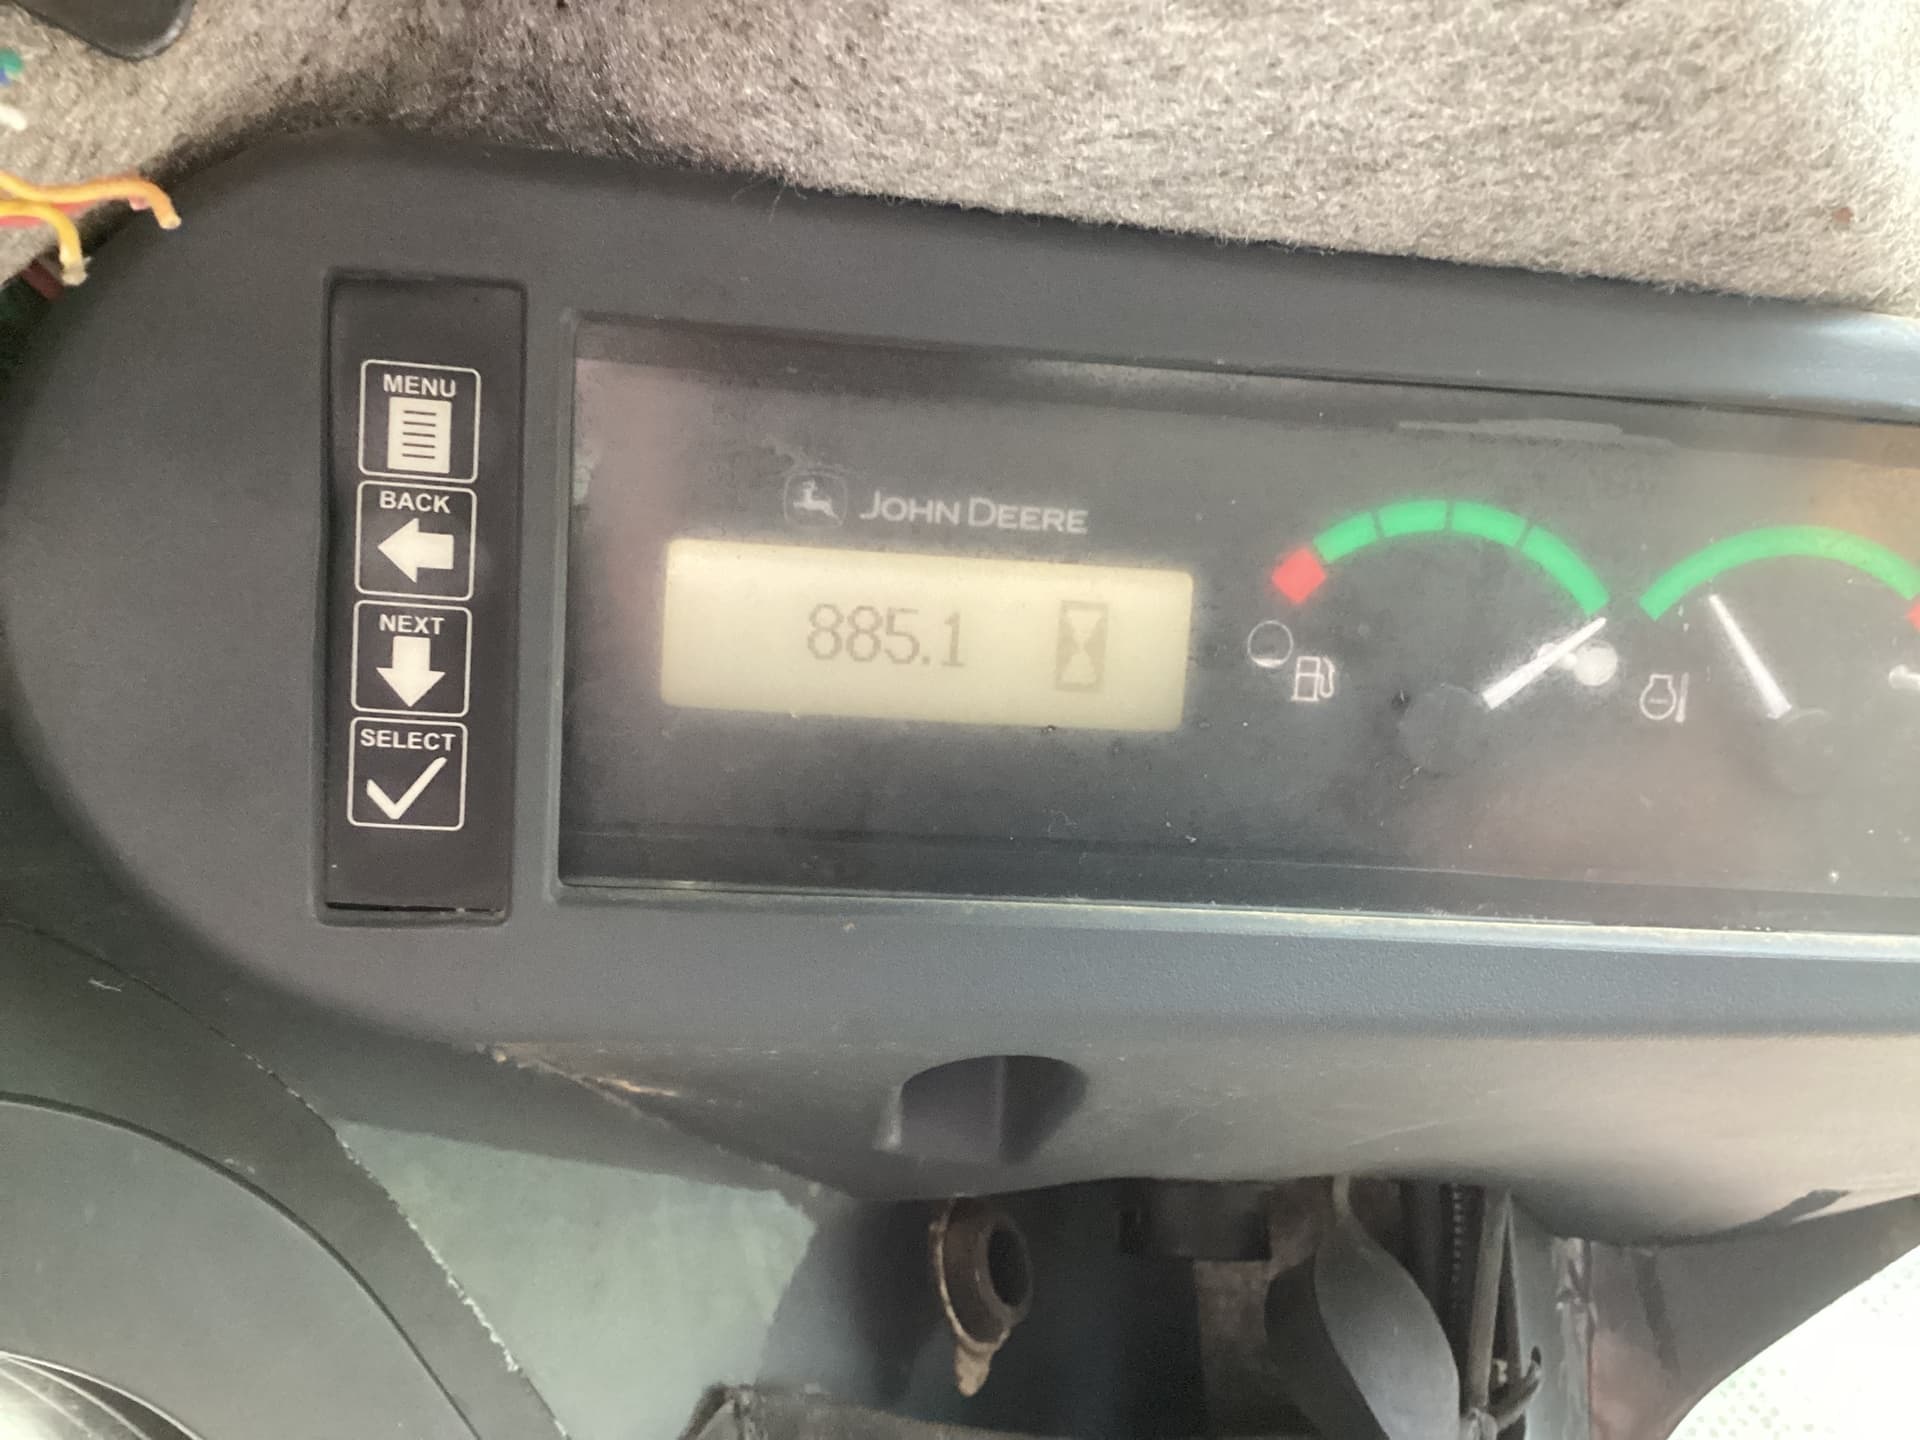 MENU
BACK
NEXT
SELECT
JOHN DEERE
885.1